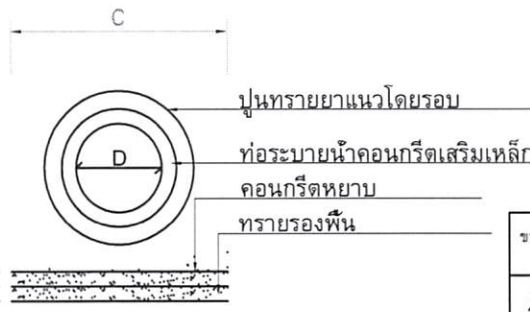 C
ปูนทรายยาแนวโดยรอบ
D
ท่อระบายน้ำคอนกรีตเสริมเหล็ก
คอนกรีตหยาบ
ทรายรองพื้น